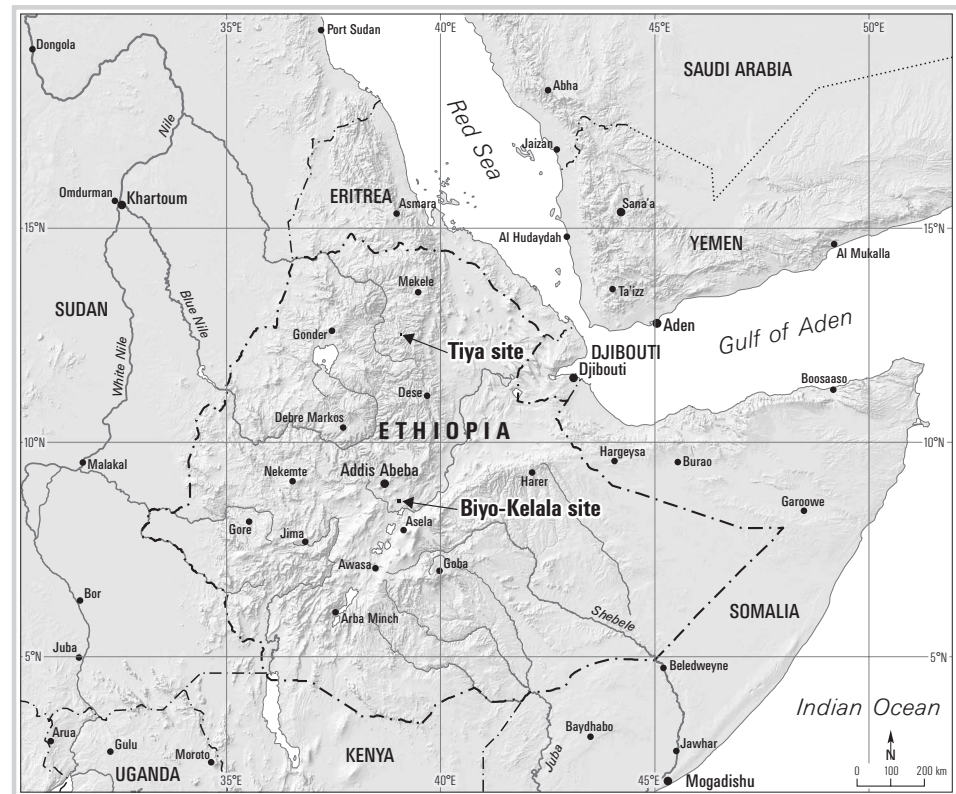 35°E
40°E
45°E
50°E
Port Sudan
Dongola
SAUDI ARABIA
Abha
Red Sea
Nile
Jaizan
Omdurman
Khartoum
ERITREA
Asmara
Sana'a
15°N
15°N
Al Hudaydah
YEMEN
Al Mukalla
Mekele
SUDAN
Blue Nile
Ta'izz
Gonder
Aden
Gulf of Aden
White Nile
Tiya site
DJIBOUTI
Djibouti
Dese
Boosaaso
Debre Markos
ETHIOPIA
10°N
10°N
Malakal
Nekemte
Addis Abeba
Hargeysa
Burao
Harer
Biyo-Kelala site
Garoowe
Gore
Jima
Asela
Awasa
Goba
Bor
Arba Minch
Shebele
SOMALIA
Juba
5°N
5°N
Beledweyne
Indian Ocean
Arua
Gulu
Moroto
KENYA
Baydhabo
Juba
Jawhar
N
UGANDA
35°E
40°E
45°E
Mogadishu
0 100 200 km